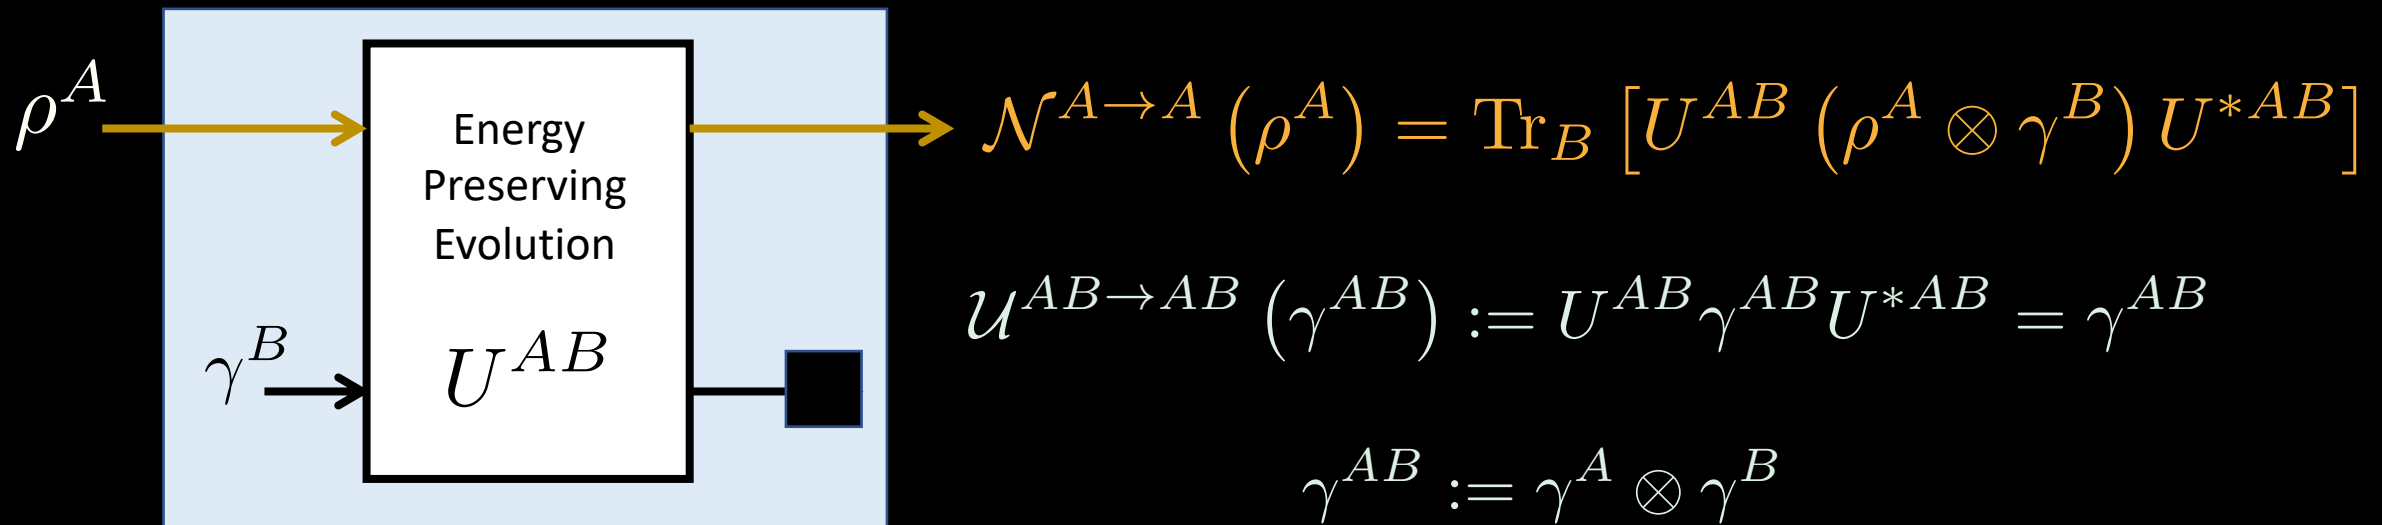 ρ^A
Energy
Preserving
Evolution
U^{AB}
γ^B
𝒩^{A→A} (ρ^A) = Tr_B [U^{AB} (ρ^A ⊗ γ^B) U^{*AB}]
𝒰^{AB→AB} (γ^{AB}) := U^{AB} γ^{AB} U^{*AB} = γ^{AB}
γ^{AB} := γ^A ⊗ γ^B